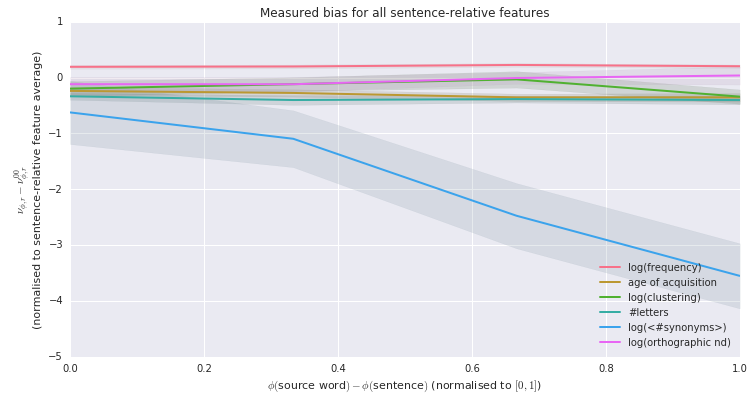 Measured bias for all sentence-relative features
ν_{ϕ,r} − ν^{00}_{ϕ,r}
(normalised to sentence-relative feature average)
1
0
−1
−2
−3
−4
−5
log(frequency)
age of acquisition
log(clustering)
#letters
log(<#synonyms>)
log(orthographic nd)
0.0 0.2 0.4 0.6 0.8 1.0
ϕ(source word) − ϕ(sentence) (normalised to [0, 1])